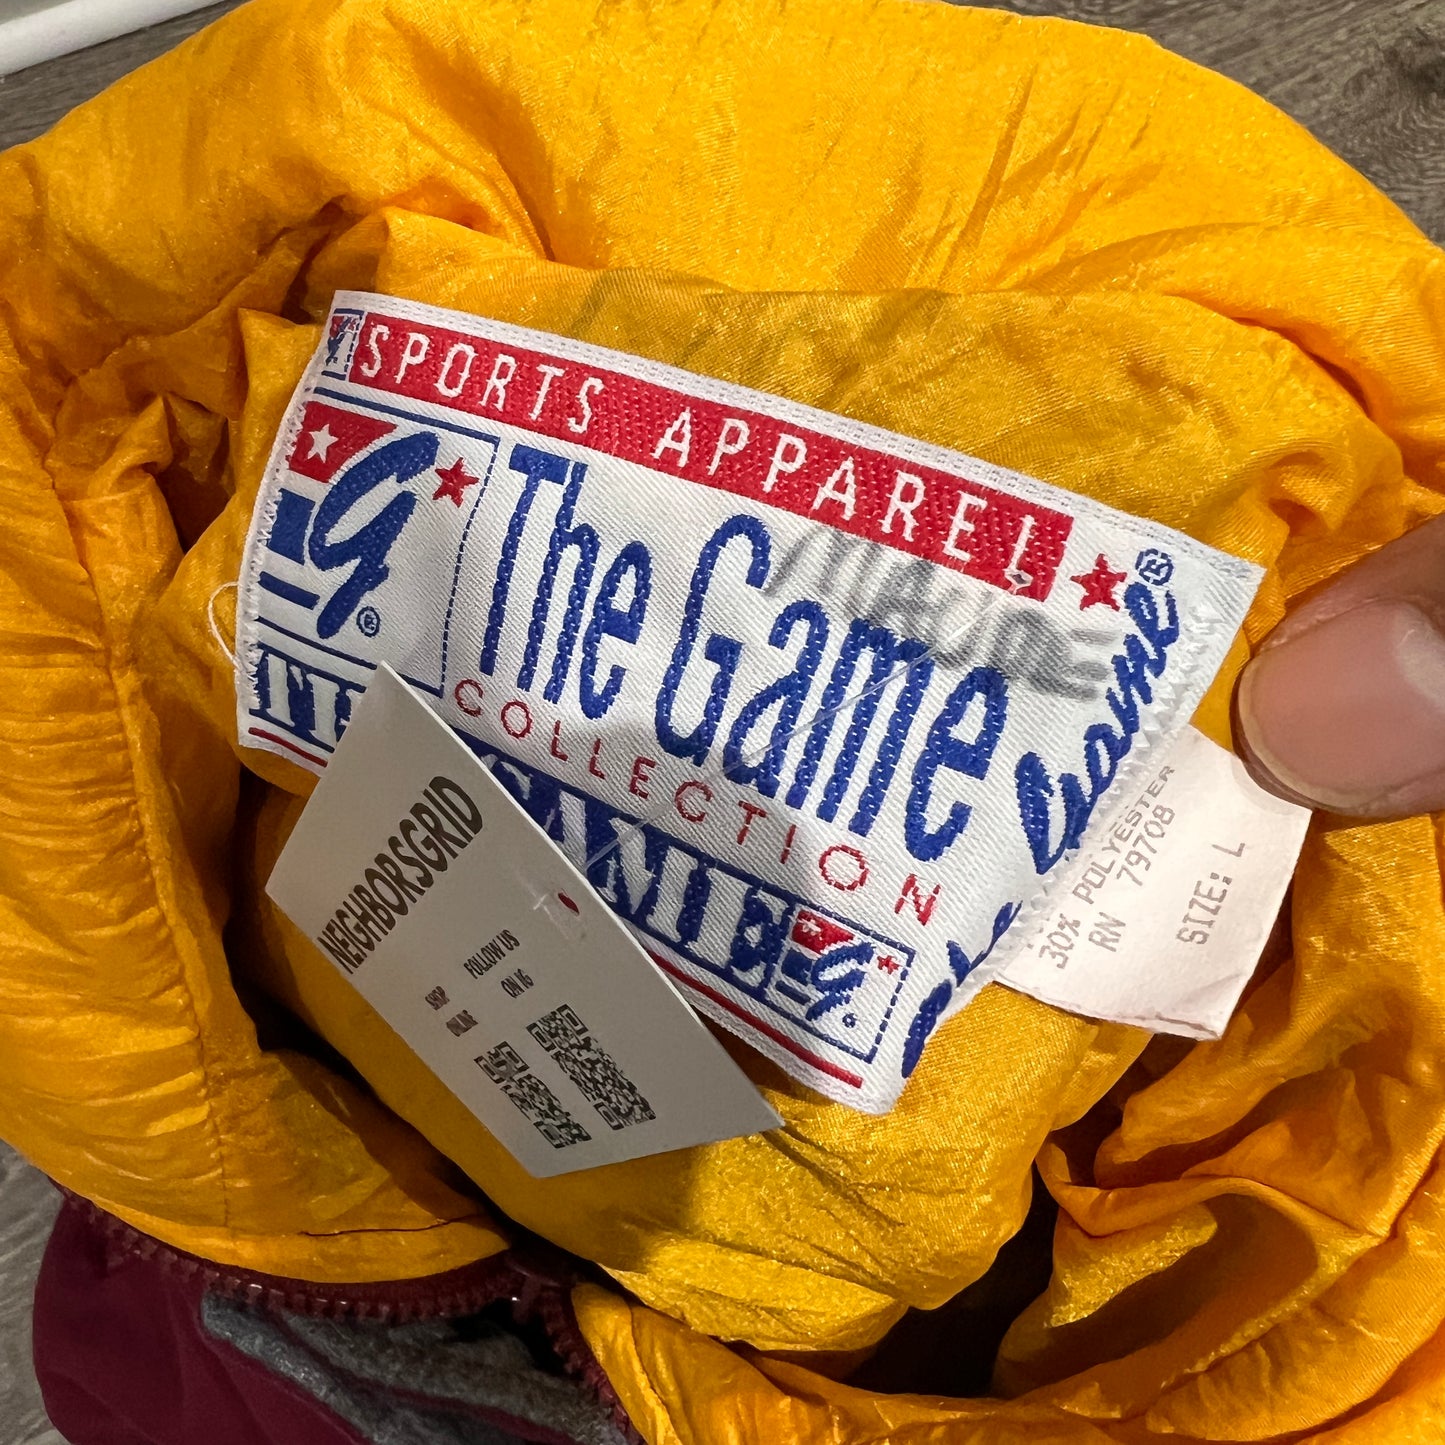 SPORTS APPAREL
G
The Game®
COLLECTION
THE GAME
G
Game®
30% POLYESTER
RN 79708
SIZE: L
NEIGHBORSGRID
SHOP
ONLINE
FOLLOW US
ON IG